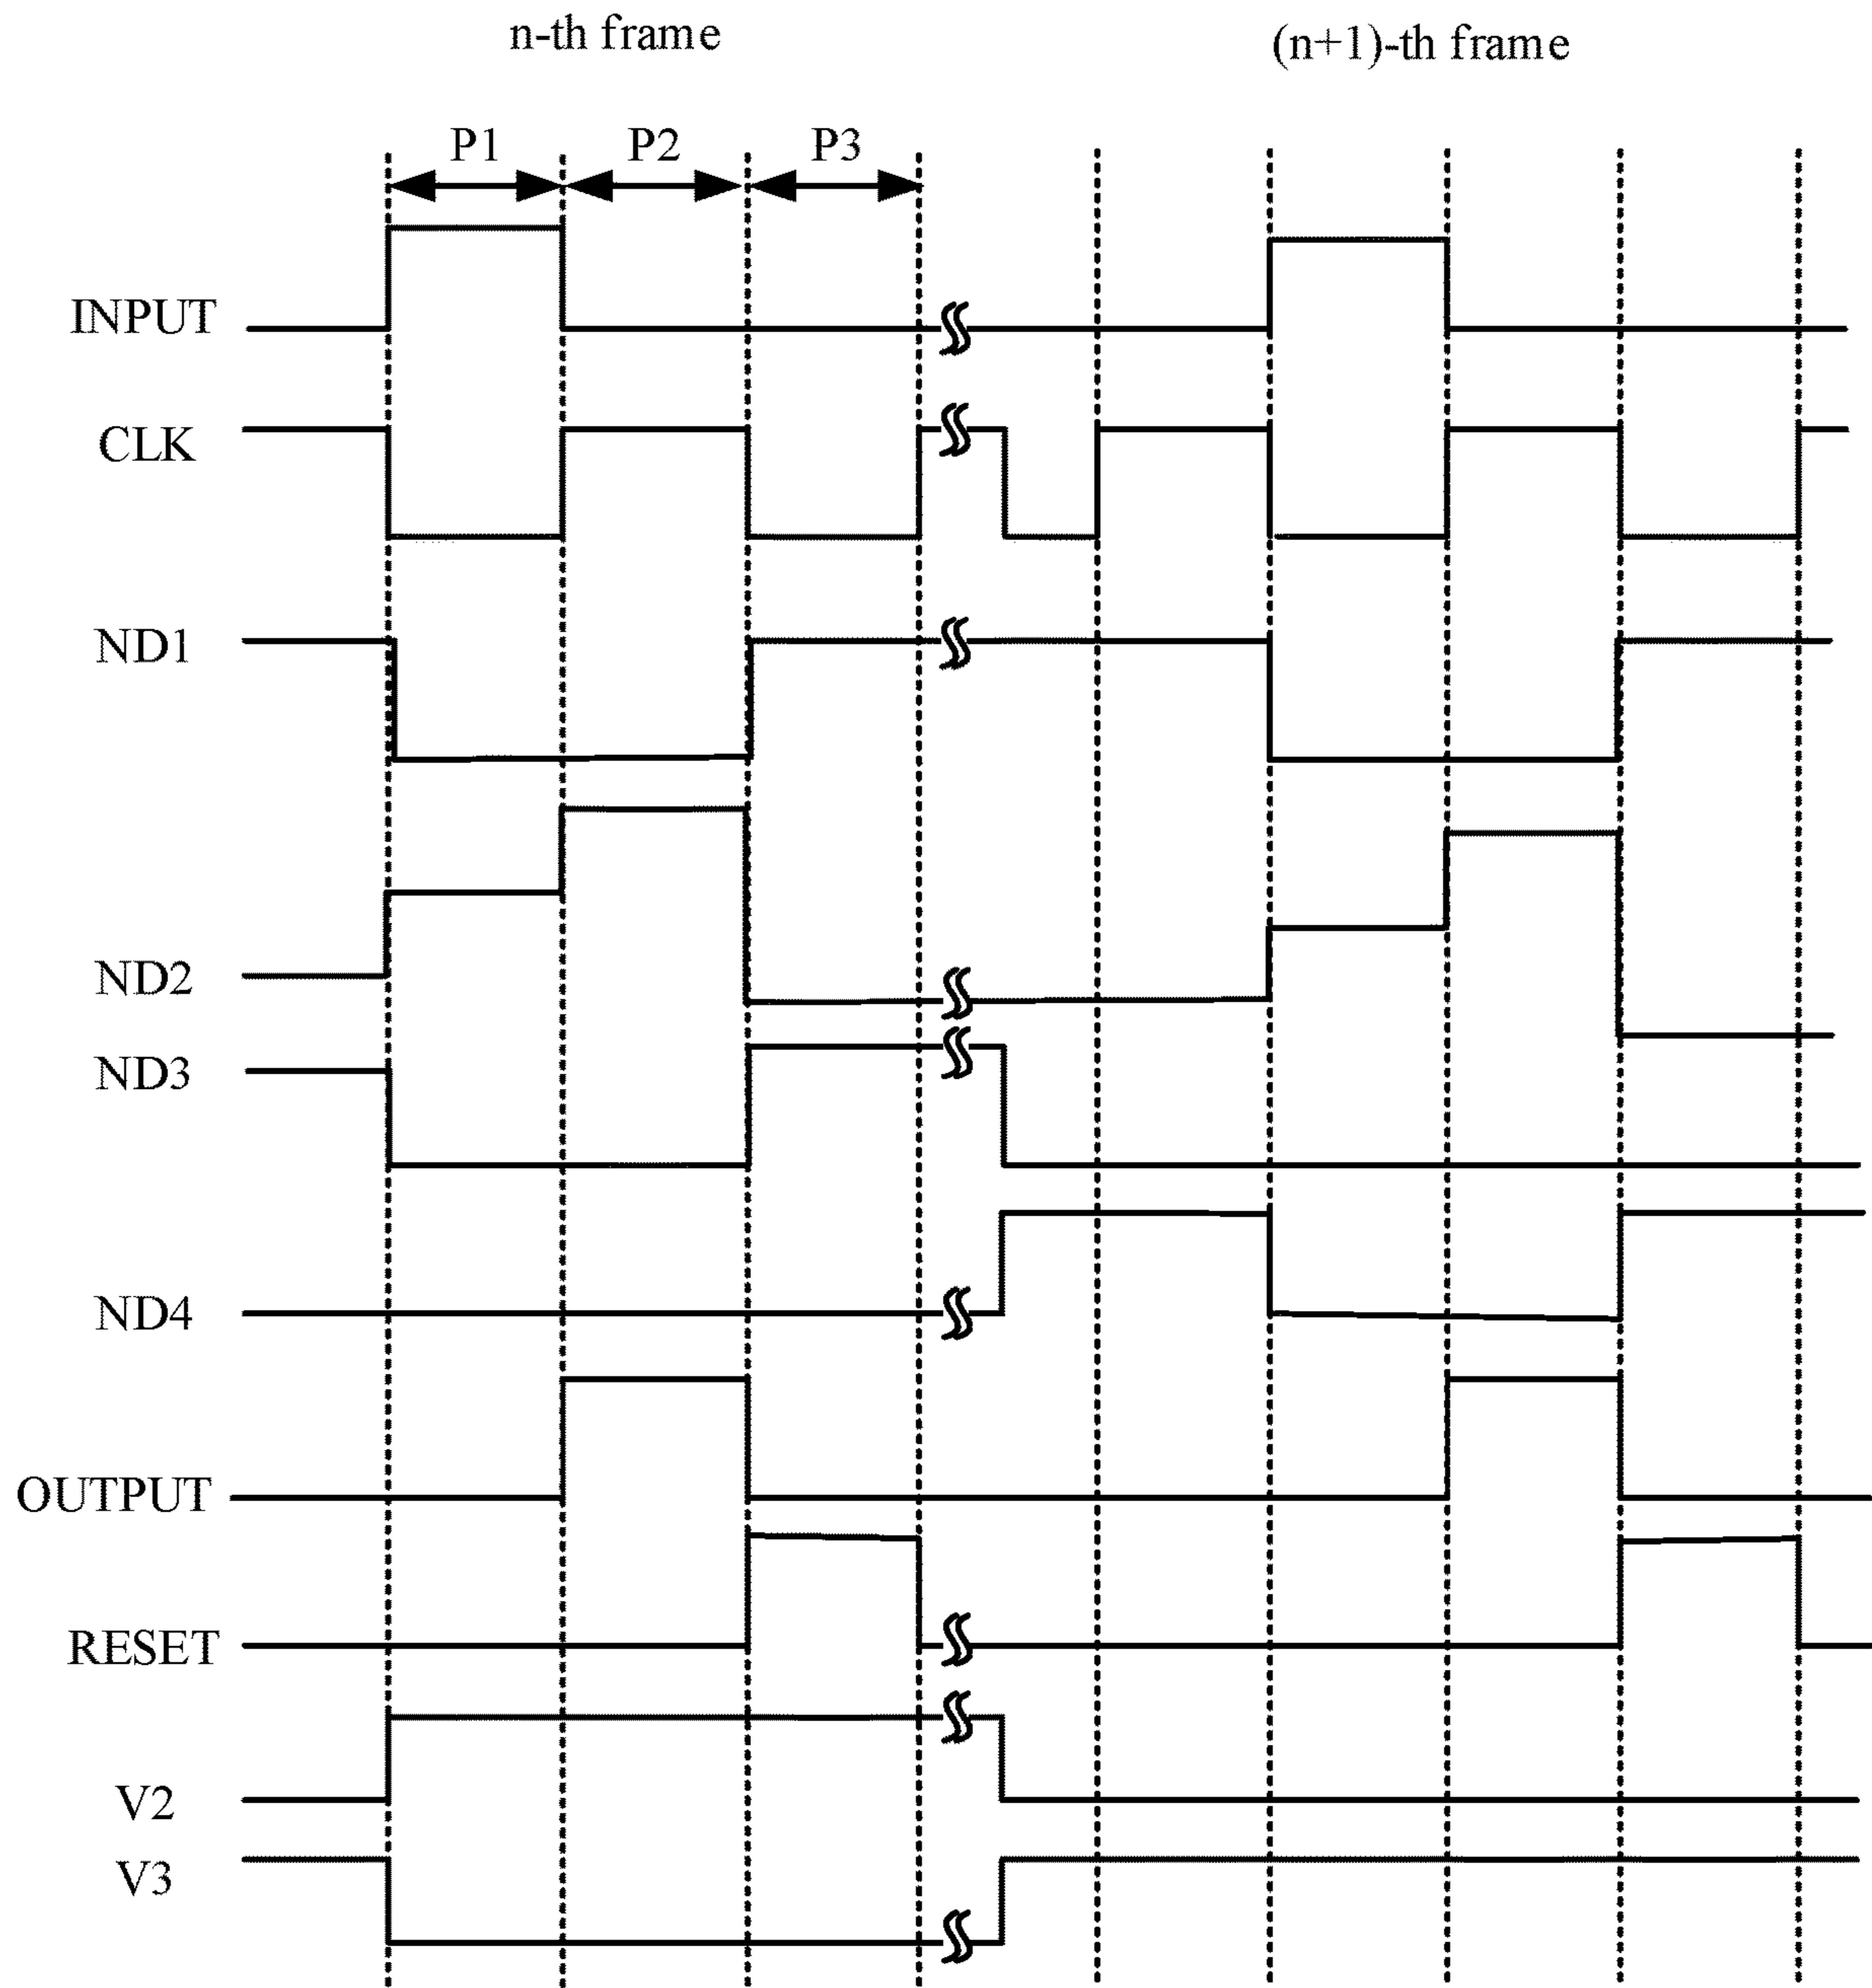 n-th frame
(n+1)-th frame
P1
P2
P3
INPUT
CLK
ND1
ND2
ND3
ND4
OUTPUT
RESET
V2
V3